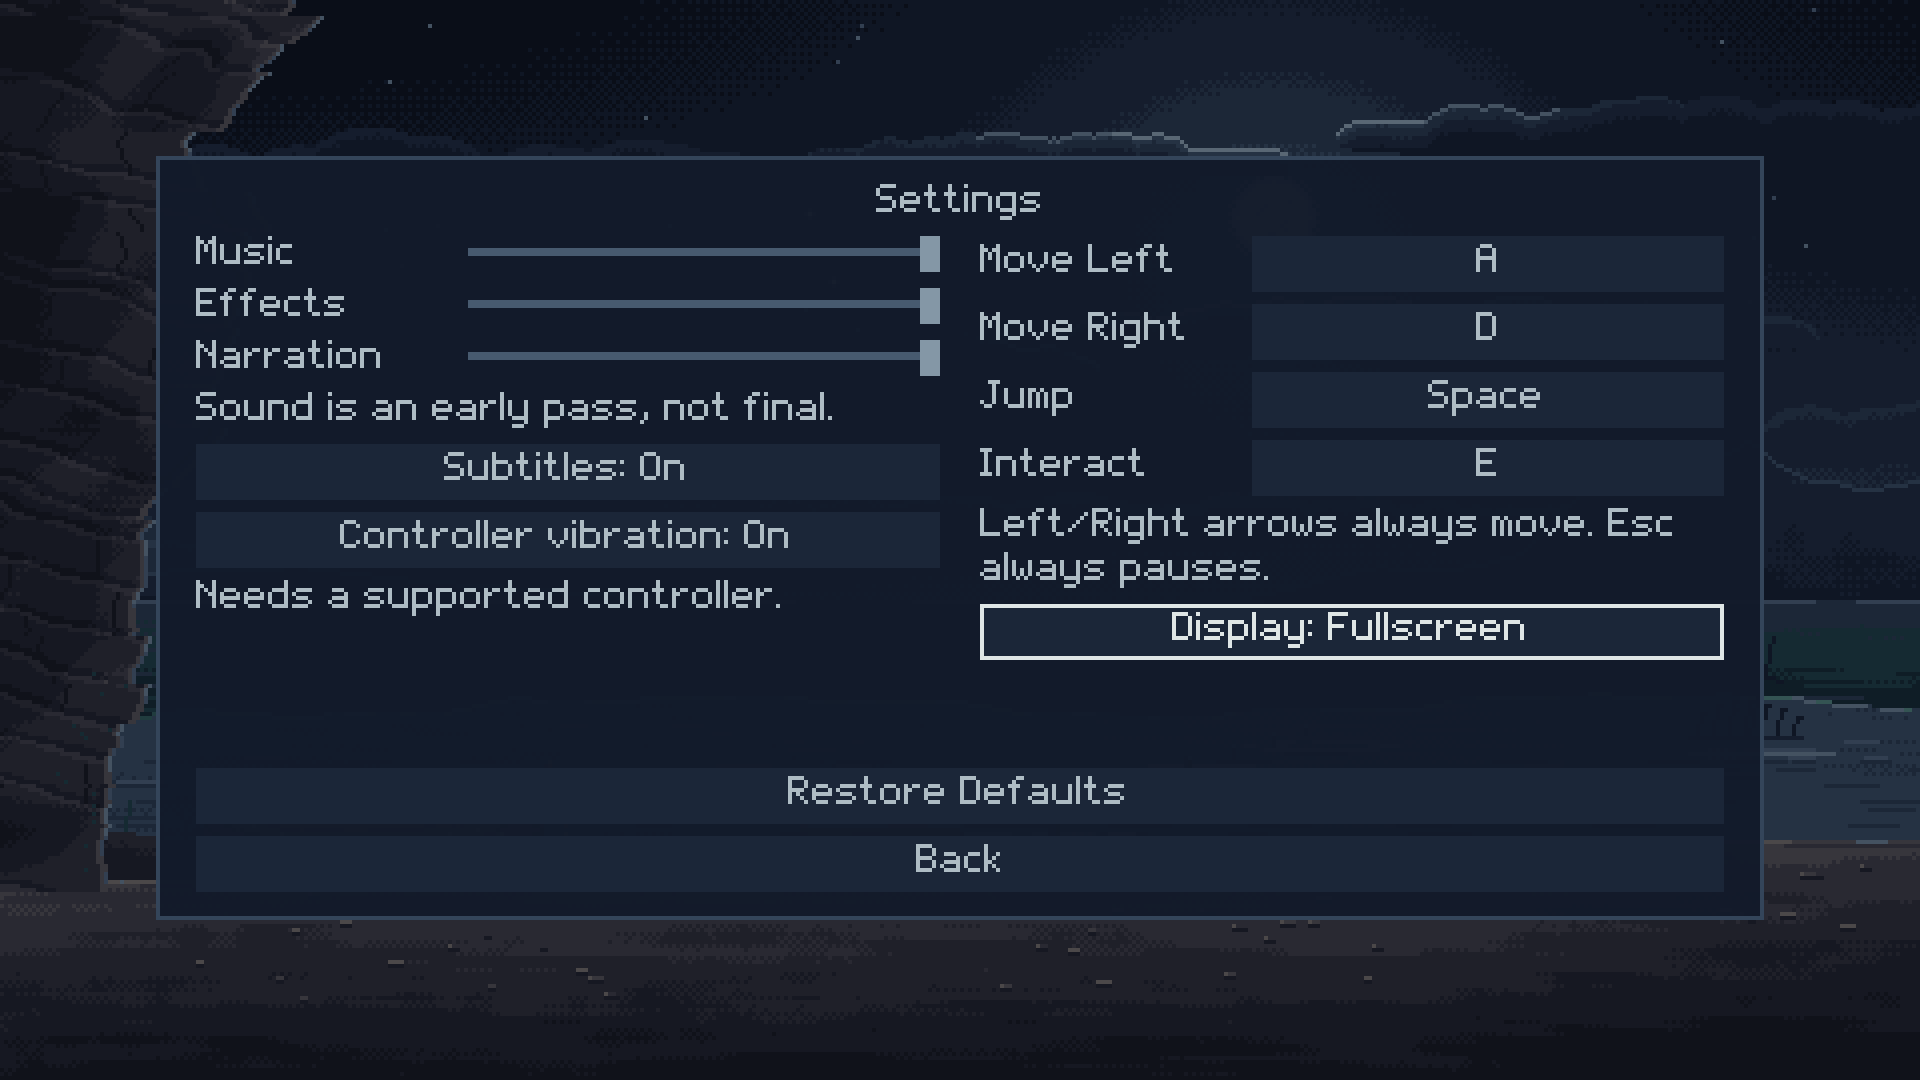 Settings
Music
Effects
Narration
Sound is an early pass, not final.
Subtitles: On
Controller vibration: On
Needs a supported controller.
Move Left A
Move Right D
Jump Space
Interact E
Left/Right arrows always move. Esc
always pauses.
Display: Fullscreen
Restore Defaults
Back